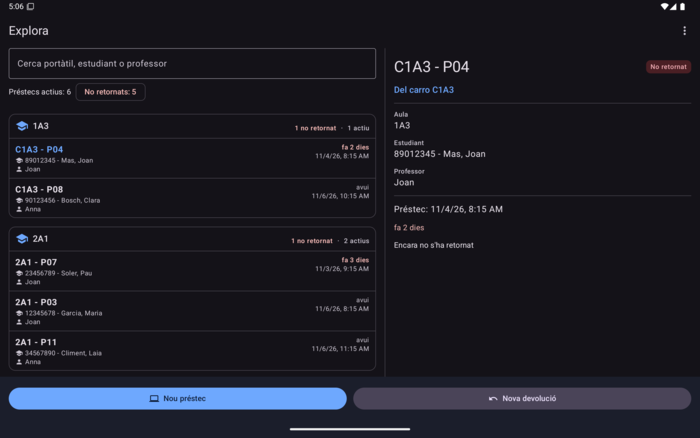 5:06
Explora
Cerca portàtil, estudiant o professor
Préstecs actius: 6
No retornats: 5
1A3
1 no retornat · 1 actiu
C1A3 - P04
fa 2 dies
89012345 - Mas, Joan
11/4/26, 8:15 AM
Joan
C1A3 - P08
avui
90123456 - Bosch, Clara
11/6/26, 10:15 AM
Anna
2A1
1 no retornat · 2 actius
2A1 - P07
fa 3 dies
23456789 - Soler, Pau
11/3/26, 9:15 AM
Joan
2A1 - P03
avui
12345678 - Garcia, Maria
11/6/26, 8:15 AM
Joan
2A1 - P11
avui
34567890 - Climent, Laia
11/6/26, 11:15 AM
Anna
C1A3 - P04
No retornat
Del carro C1A3
Aula
1A3
Estudiant
89012345 - Mas, Joan
Professor
Joan
Préstec: 11/4/26, 8:15 AM
fa 2 dies
Encara no s'ha retornat
Nou préstec
Nova devolució